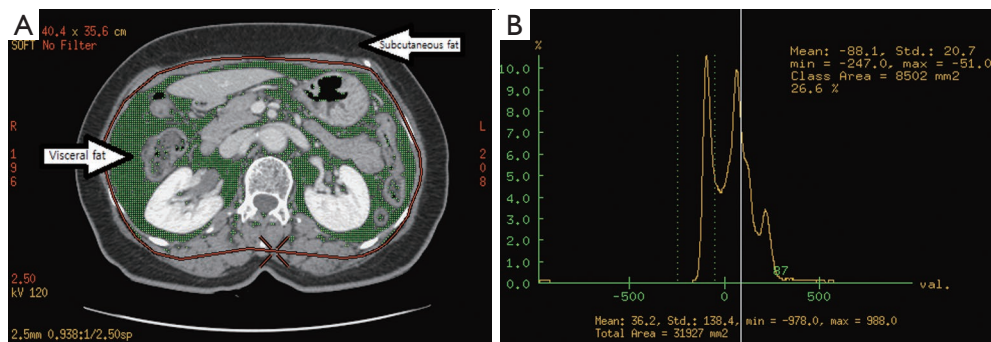 A
40.4 x 35.6 cm
SOFT No Filter
Subcutaneous fat
R
1
9
6
L
2
0
8
Visceral fat
2.50
kV 120
2.5mm 0.938:1/2.50sp
B
%
Mean: -88.1, Std.: 20.7
min = -247.0, max = -51.0
Class Area = 8502 mm2
26.6 %
10.0
9.0
8.0
7.0
6.0
5.0
4.0
3.0
2.0
1.0
0.0
97
val.
-500
0
500
Mean: 36.2, Std.: 138.4, min = -978.0, max = 988.0
Total Area = 31927 mm2